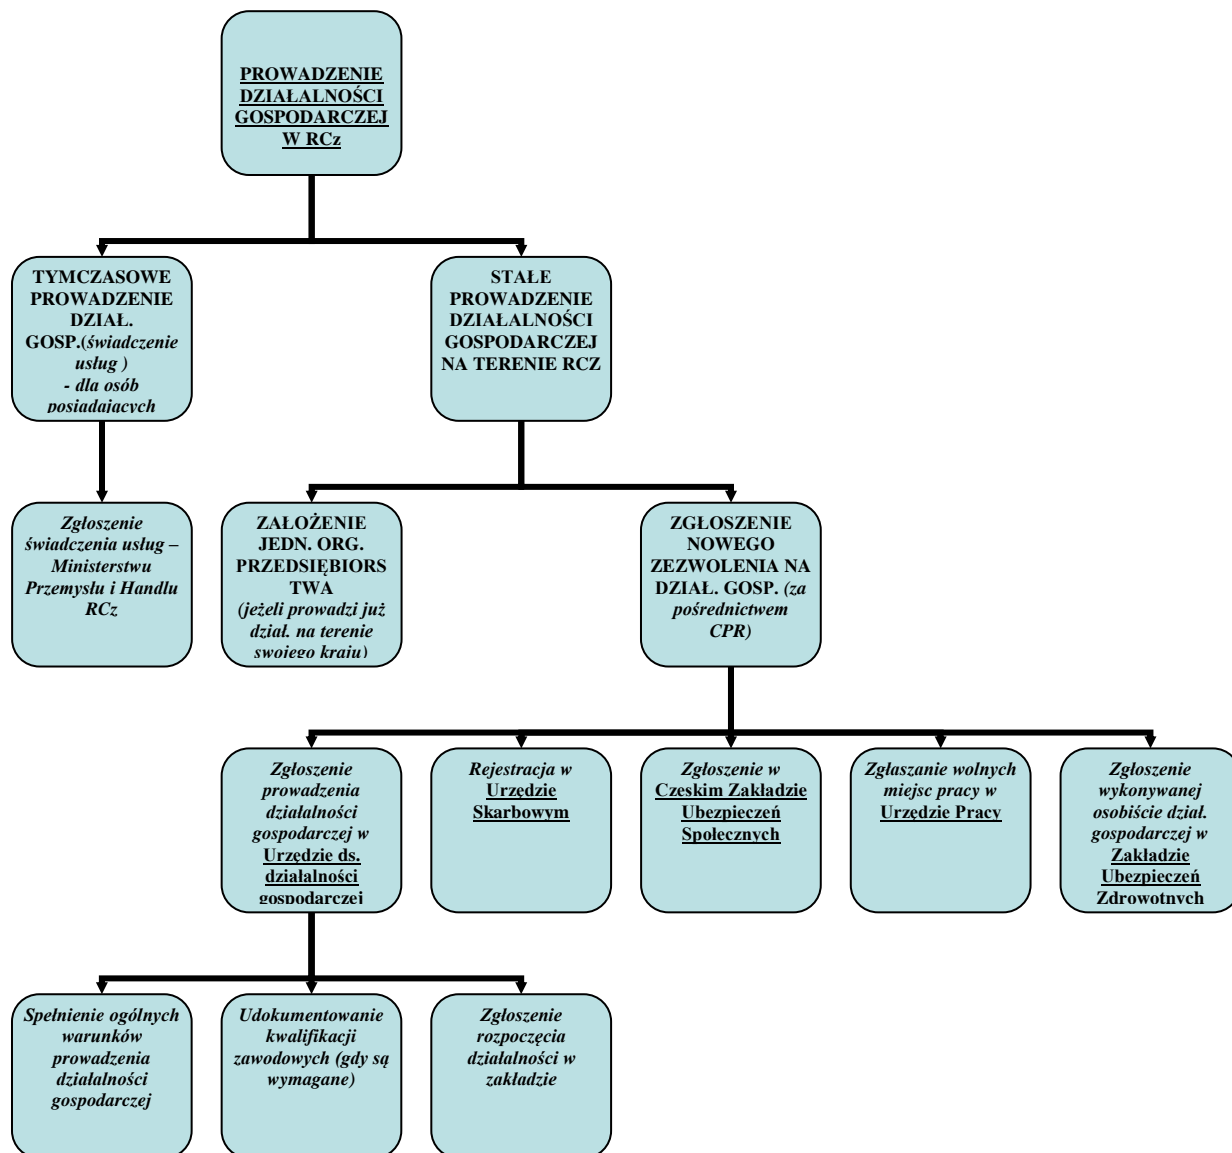 PROWADZENIE
DZIAŁALNOŚCI
GOSPODARCZEJ
W RCz
TYMCZASOWE
PROWADZENIE
DZIAŁ.
GOSP.(świadczenie
usług )
- dla osób
posiadających
STAŁE
PROWADZENIE
DZIAŁALNOŚCI
GOSPODARCZEJ
NA TERENIE RCZ
Zgłoszenie
świadczenia usług –
Ministerstwu
Przemysłu i Handlu
RCz
ZAŁOŻENIE
JEDN. ORG.
PRZEDSIĘBIORS
TWA
(jeżeli prowadzi już
dział. na terenie
swojego kraju)
ZGŁOSZENIE
NOWEGO
ZEZWOLENIA NA
DZIAŁ. GOSP. (za
pośrednictwem
CPR)
Zgłoszenie
prowadzenia
działalności
gospodarczej w
Urzędzie ds.
działalności
gospodarczej
Rejestracja w
Urzędzie
Skarbowym
Zgłoszenie w
Czeskim Zakładzie
Ubezpieczeń
Społecznych
Zgłaszanie wolnych
miejsc pracy w
Urzędzie Pracy
Zgłoszenie
wykonywanej
osobiście dział.
gospodarczej w
Zakładzie
Ubezpieczeń
Zdrowotnych
Spełnienie ogólnych
warunków
prowadzenia
działalności
gospodarczej
Udokumentowanie
kwalifikacji
zawodowych (gdy są
wymagane)
Zgłoszenie
rozpoczęcia
działalności w
zakładzie